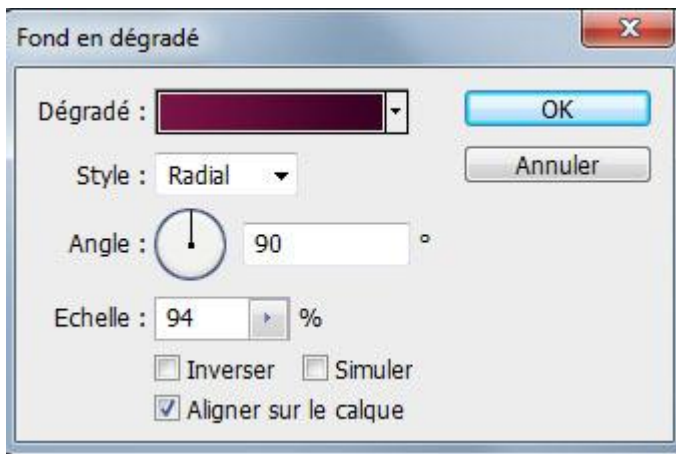 Fond en dégradé
Dégradé : OK
Style : Radial Annuler
Angle : 90 °
Echelle : 94 %
Inverser Simuler
Aligner sur le calque